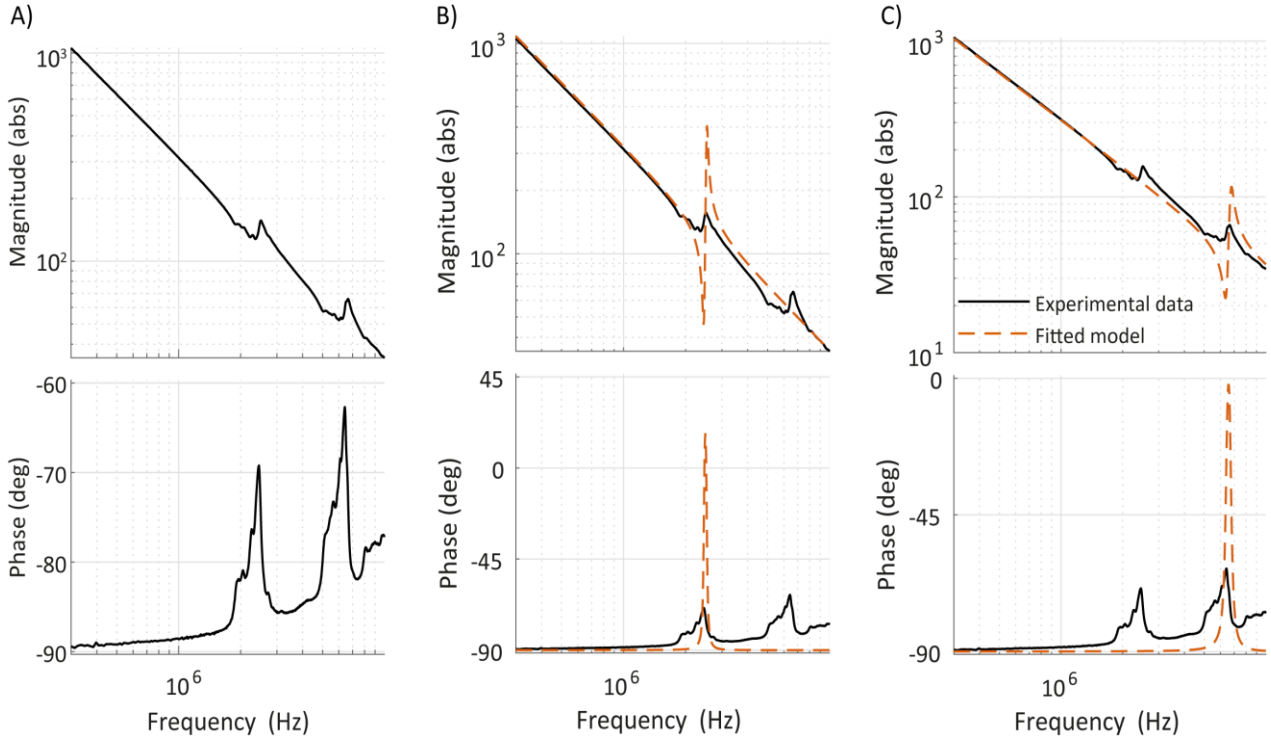 A)
10^3
10^2
Magnitude (abs)
-60
-70
-80
-90
Phase (deg)
10^6
Frequency (Hz)
B)
10^3
10^2
Magnitude (abs)
45
0
-45
-90
Phase (deg)
10^6
Frequency (Hz)
C)
10^3
10^2
10^1
Magnitude (abs)
Experimental data
Fitted model
0
-45
-90
Phase (deg)
10^6
Frequency (Hz)